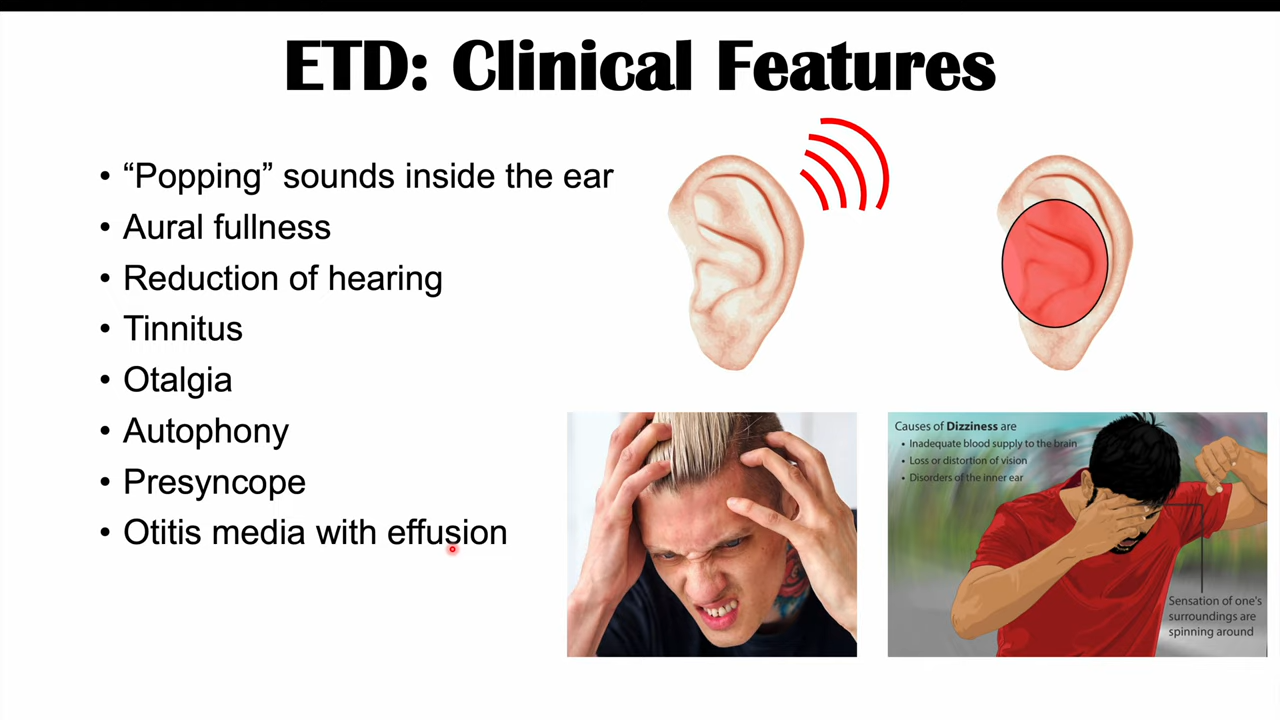 ETD: Clinical Features
• “Popping” sounds inside the ear
• Aural fullness
• Reduction of hearing
• Tinnitus
• Otalgia
• Autophony
• Presyncope
• Otitis media with effusion
Causes of Dizziness are
• Inadequate blood supply to the brain
• Loss or distortion of vision
• Disorders of the inner ear
Sensation of one's
surroundings are
spinning around